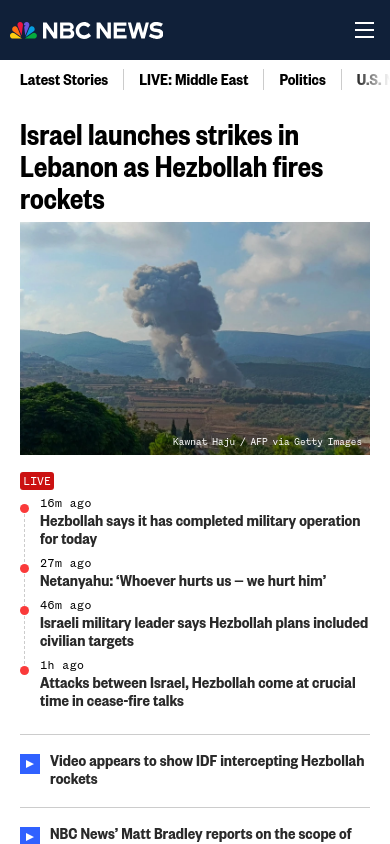 NBC NEWS
Latest Stories
LIVE: Middle East
Politics
U.S.
Israel launches strikes in
Lebanon as Hezbollah fires
rockets
Kawnat Haju / AFP via Getty Images
LIVE
16m ago
Hezbollah says it has completed military operation
for today
27m ago
Netanyahu: ‘Whoever hurts us – we hurt him’
46m ago
Israeli military leader says Hezbollah plans included
civilian targets
1h ago
Attacks between Israel, Hezbollah come at crucial
time in cease-fire talks
Video appears to show IDF intercepting Hezbollah
rockets
NBC News’ Matt Bradley reports on the scope of